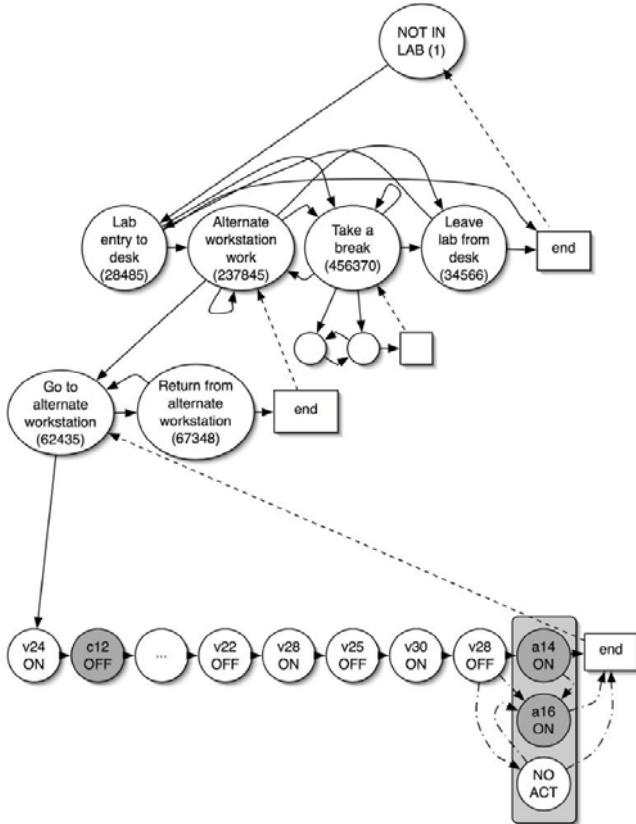 NOT IN
LAB (1)
Lab
entry to
desk
(28485)
Alternate
workstation
work
(237845)
Take a
break
(456370)
Leave
lab from
desk
(34566)
end
Go to
alternate
workstation
(62435)
Return from
alternate
workstation
(67348)
end
v24
ON
c12
OFF
...
v22
OFF
v28
ON
v25
OFF
v30
ON
v28
OFF
a14
ON
end
a16
ON
NO
ACT